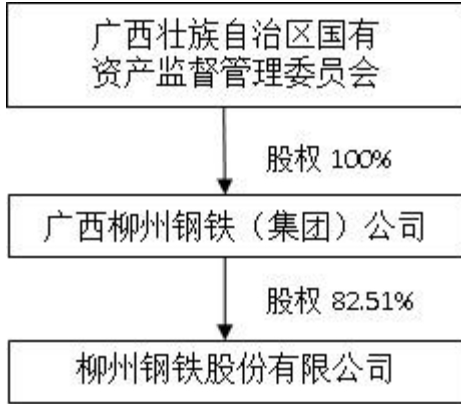 广西壮族自治区国有
资产监督管理委员会
股权 100%
广西柳州钢铁（集团）公司
股权 82.51%
柳州钢铁股份有限公司